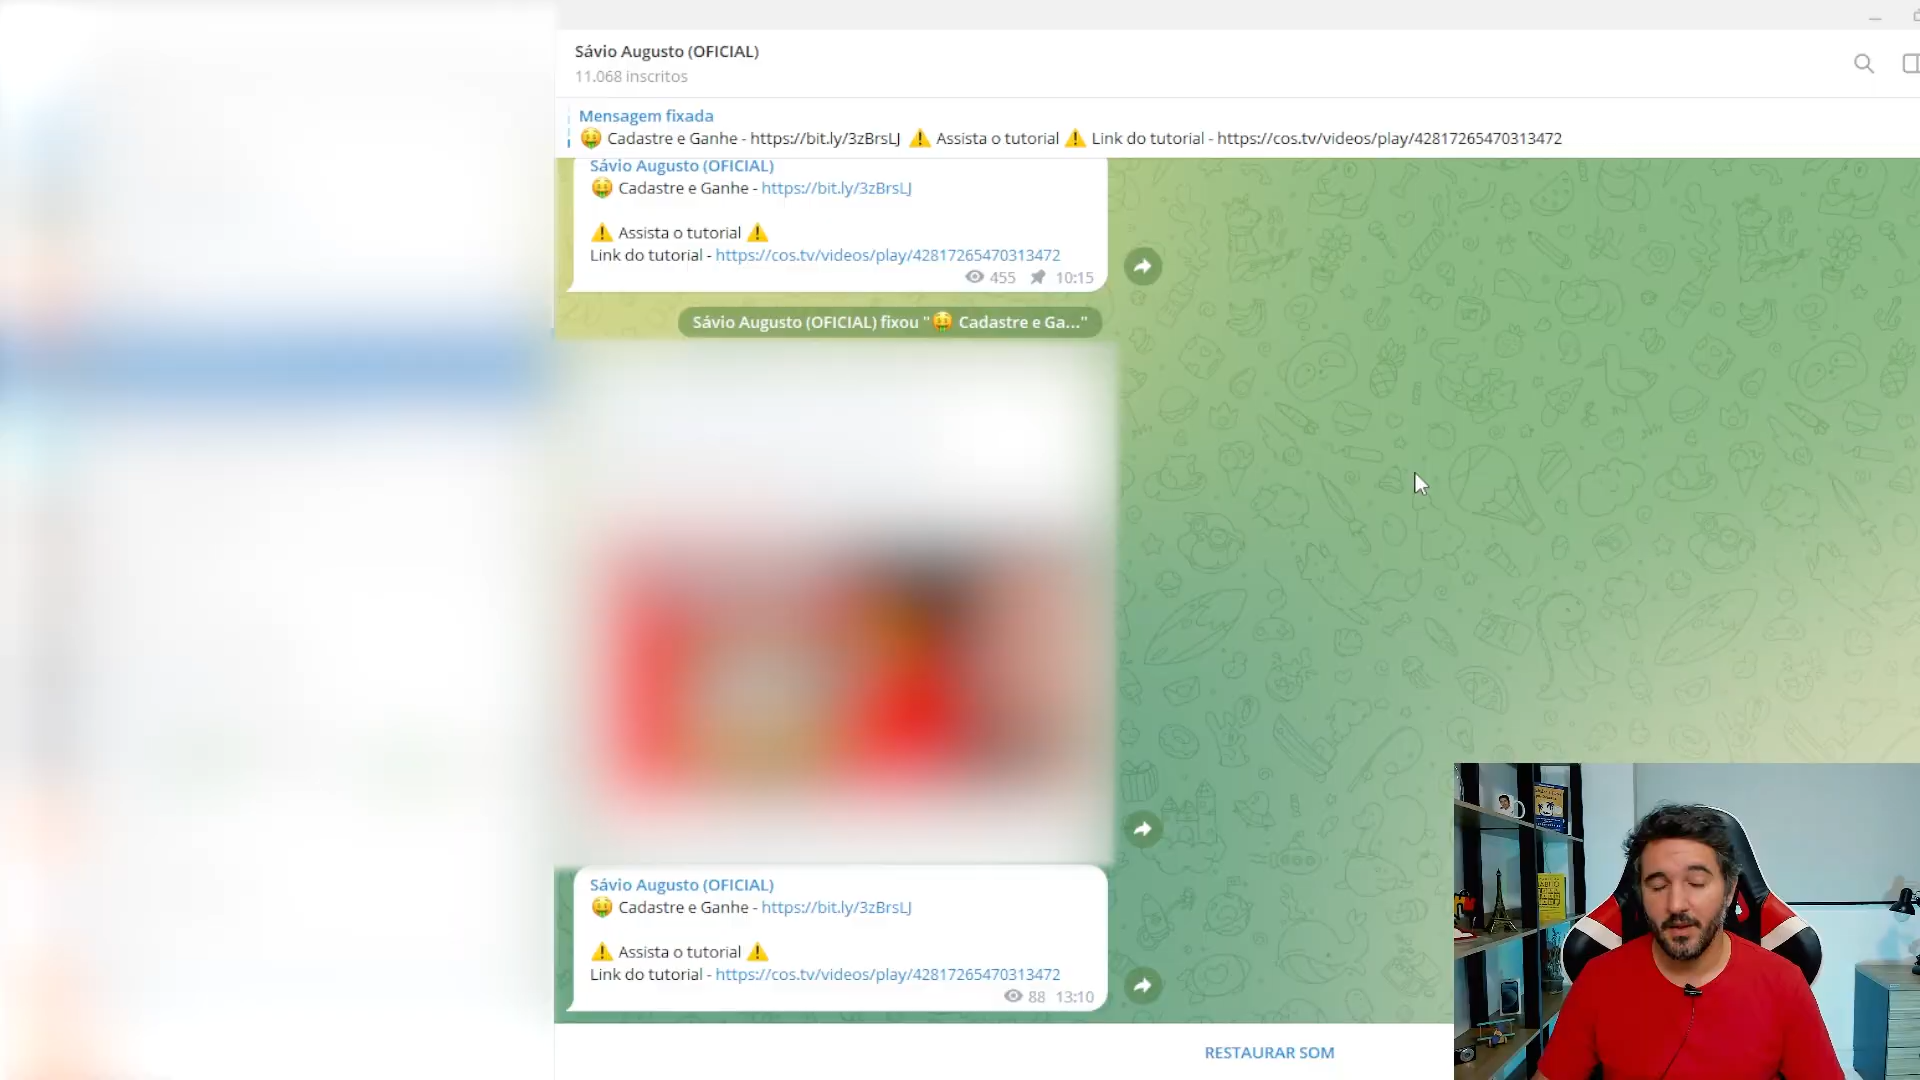 Sávio Augusto (OFICIAL)
11.068 inscritos
Mensagem fixada
🤑 Cadastre e Ganhe - https://bit.ly/3zBrsLJ ⚠️ Assista o tutorial ⚠️ Link do tutorial - https://cos.tv/videos/play/42817265470313472
Sávio Augusto (OFICIAL)
🤑 Cadastre e Ganhe - https://bit.ly/3zBrsLJ
⚠️ Assista o tutorial ⚠️
Link do tutorial - https://cos.tv/videos/play/42817265470313472
455 10:15
Sávio Augusto (OFICIAL) fixou "🤑 Cadastre e Ga..."
Sávio Augusto (OFICIAL)
🤑 Cadastre e Ganhe - https://bit.ly/3zBrsLJ
⚠️ Assista o tutorial ⚠️
Link do tutorial - https://cos.tv/videos/play/42817265470313472
88 13:10
RESTAURAR SOM